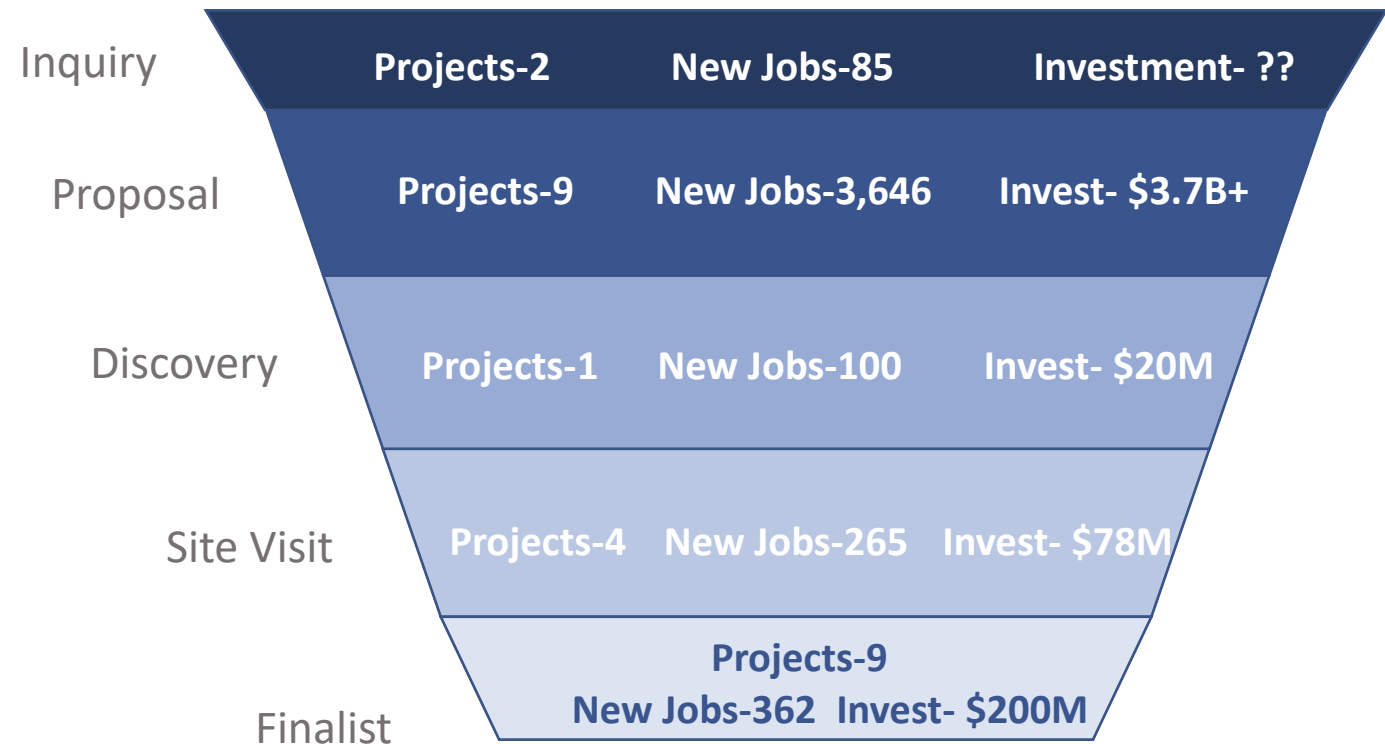 Inquiry Projects-2 New Jobs-85 Investment- ??
Proposal Projects-9 New Jobs-3,646 Invest- $3.7B+
Discovery Projects-1 New Jobs-100 Invest- $20M
Site Visit Projects-4 New Jobs-265 Invest- $78M
Projects-9
New Jobs-362 Invest- $200M
Finalist